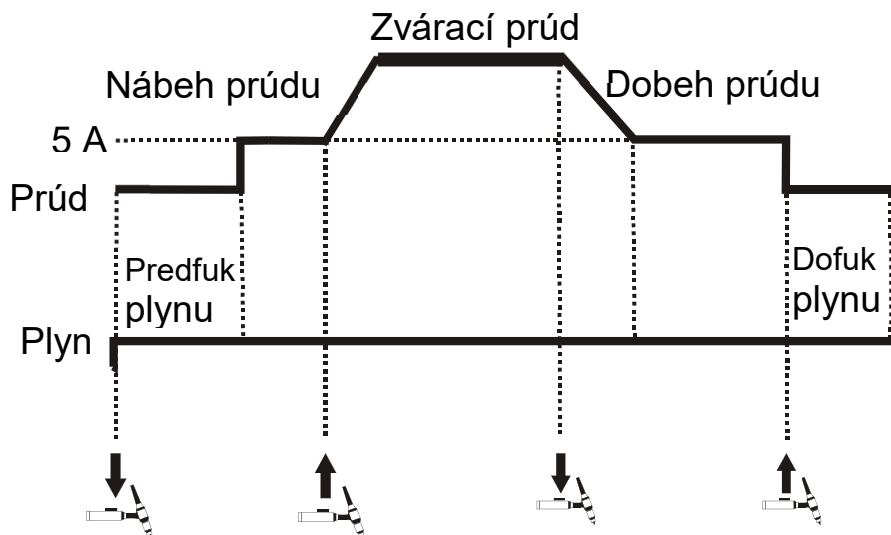 Zvárací prúd
Nábeh prúdu
Dobeh prúdu
5 A
Prúd
Predfuk
plynu
Dofuk
plynu
Plyn